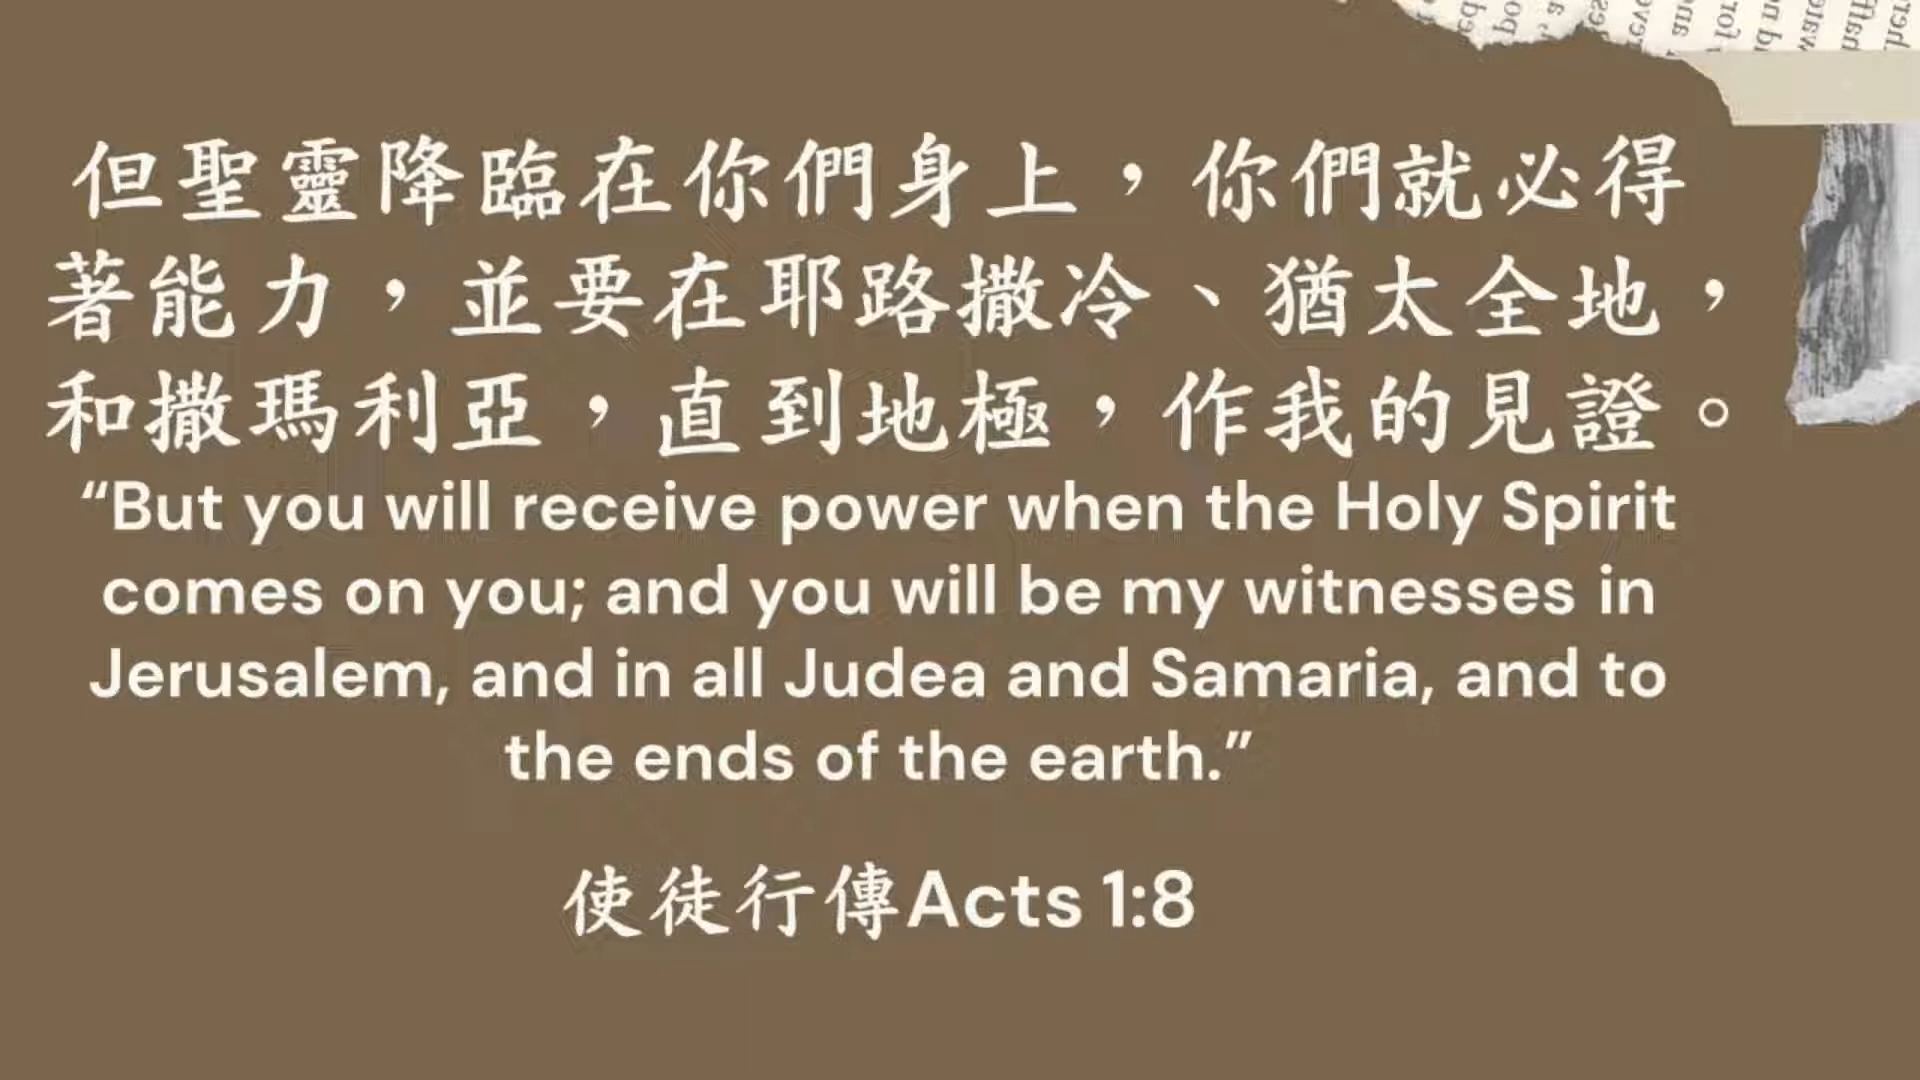 但聖靈降臨在你們身上，你們就必得
著能力，並要在耶路撒冷、猶太全地，
和撒瑪利亞，直到地極，作我的見證。
“But you will receive power when the Holy Spirit
comes on you; and you will be my witnesses in
Jerusalem, and in all Judea and Samaria, and to
the ends of the earth.”
使徒行傳Acts 1:8